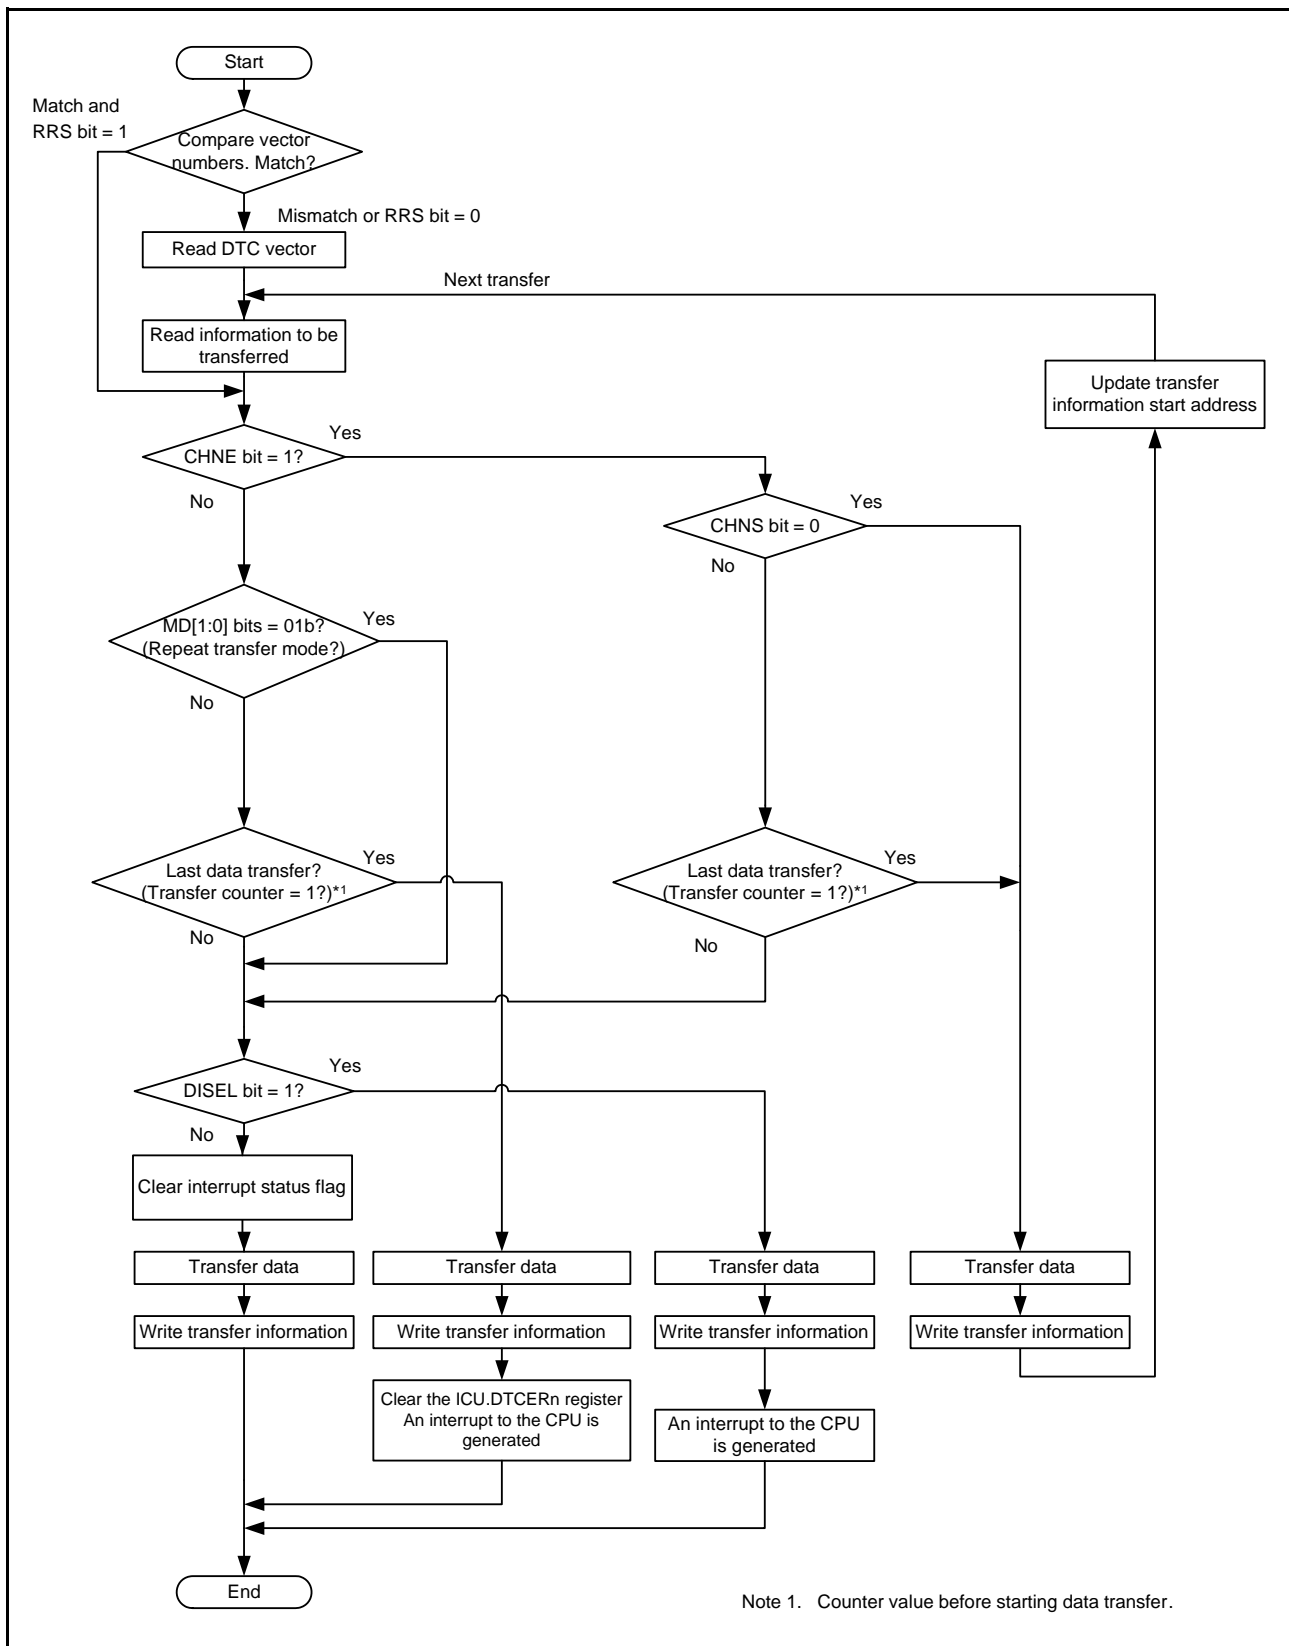 Start
Match and
RRS bit = 1
Compare vector
numbers. Match?
Mismatch or RRS bit = 0
Read DTC vector
Next transfer
Read information to be
transferred
Update transfer
information start address
Yes
CHNE bit = 1?
No
Yes
CHNS bit = 0
No
Yes
MD[1:0] bits = 01b?
(Repeat transfer mode?)
No
Yes
Last data transfer?
(Transfer counter = 1?)*1
No
Yes
Last data transfer?
(Transfer counter = 1?)*1
No
Yes
DISEL bit = 1?
No
Clear interrupt status flag
Transfer data
Transfer data
Transfer data
Transfer data
Write transfer information
Write transfer information
Write transfer information
Write transfer information
Clear the ICU.DTCERn register
An interrupt to the CPU is
generated
An interrupt to the CPU
is generated
End
Note 1. Counter value before starting data transfer.